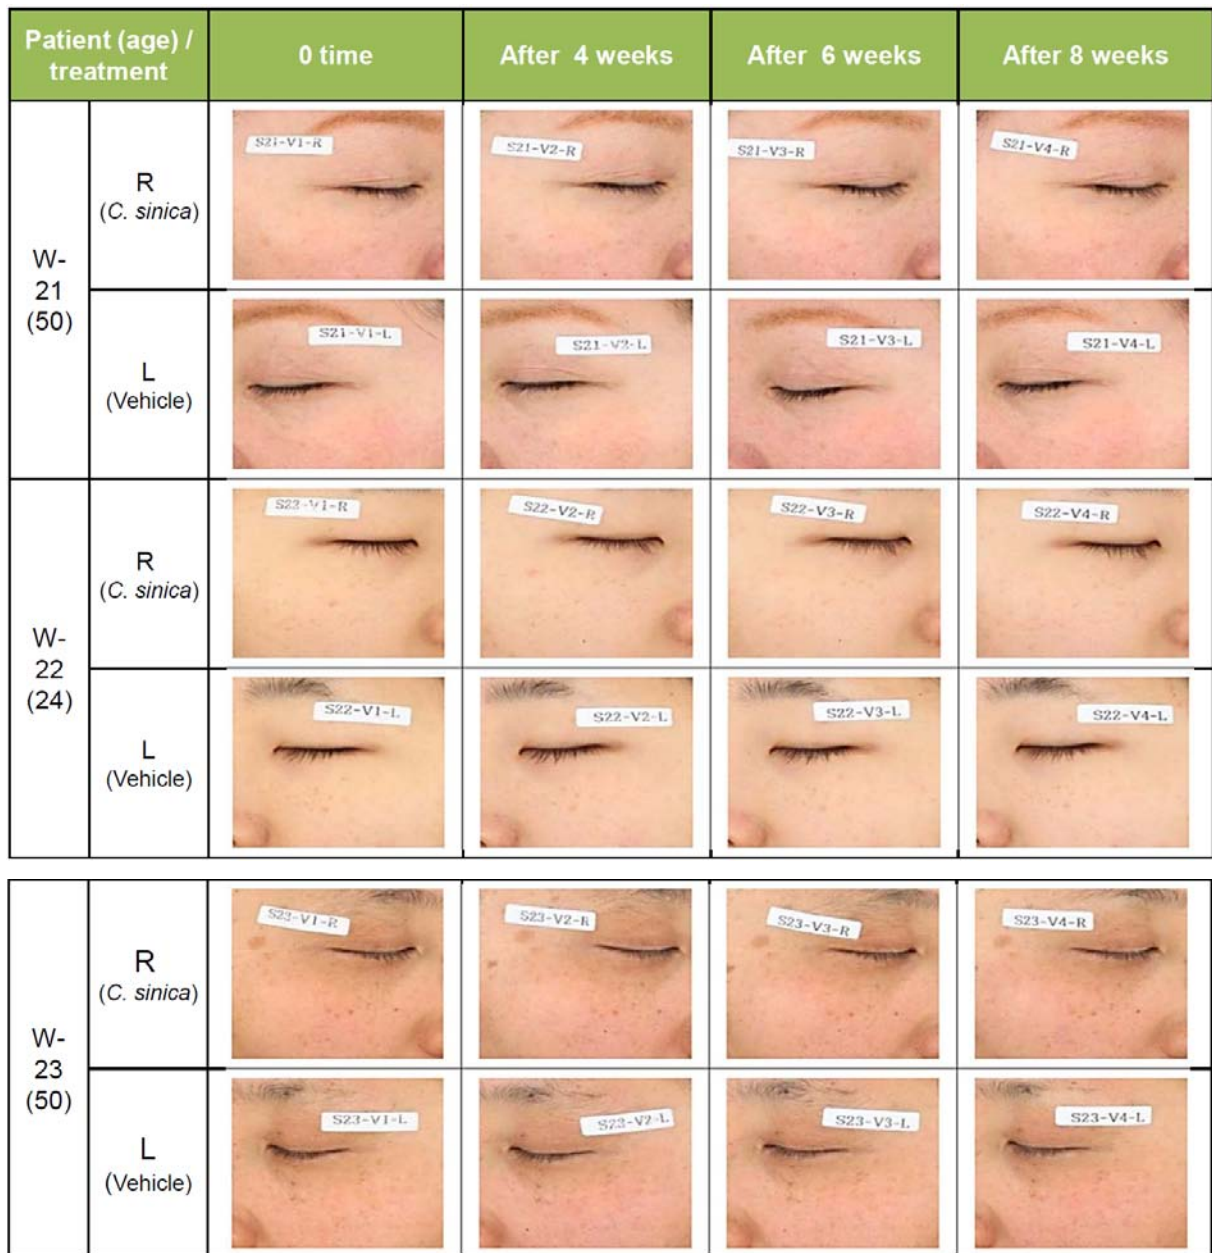 Patient (age) /
treatment
0 time
After 4 weeks
After 6 weeks
After 8 weeks
W-
21
(50)
R
(C. sinica)
S21-V1-R
S21-V2-R
S21-V3-R
S21-V4-R
L
(Vehicle)
S21-V1-L
S21-V2-L
S21-V3-L
S21-V4-L
W-
22
(24)
R
(C. sinica)
S22-V1-R
S22-V2-R
S22-V3-R
S22-V4-R
L
(Vehicle)
S22-V1-L
S22-V2-L
S22-V3-L
S22-V4-L
W-
23
(50)
R
(C. sinica)
S23-V1-R
S23-V2-R
S23-V3-R
S23-V4-R
L
(Vehicle)
S23-V1-L
S23-V2-L
S23-V3-L
S23-V4-L